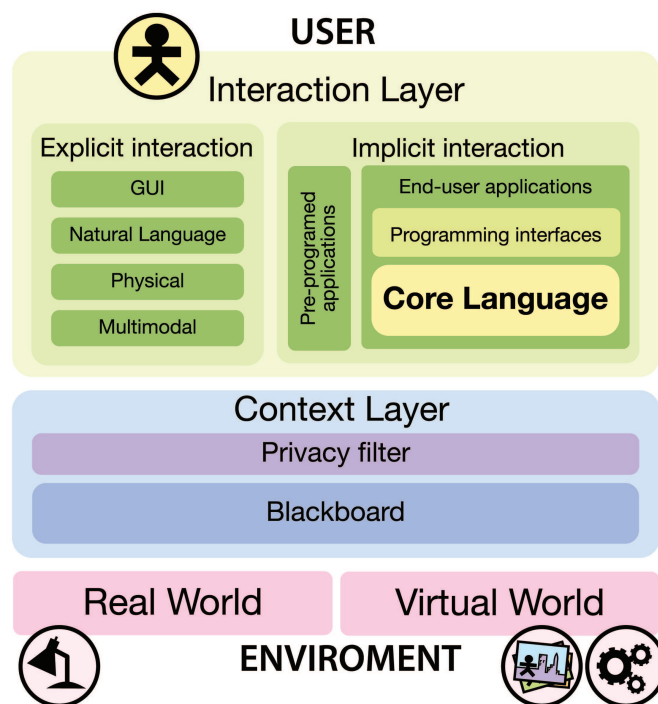 USER
Interaction Layer
Explicit interaction
GUI
Natural Language
Physical
Multimodal
Implicit interaction
Pre-programed
applications
End-user applications
Programming interfaces
Core Language
Context Layer
Privacy filter
Blackboard
Real World
Virtual World
ENVIROMENT